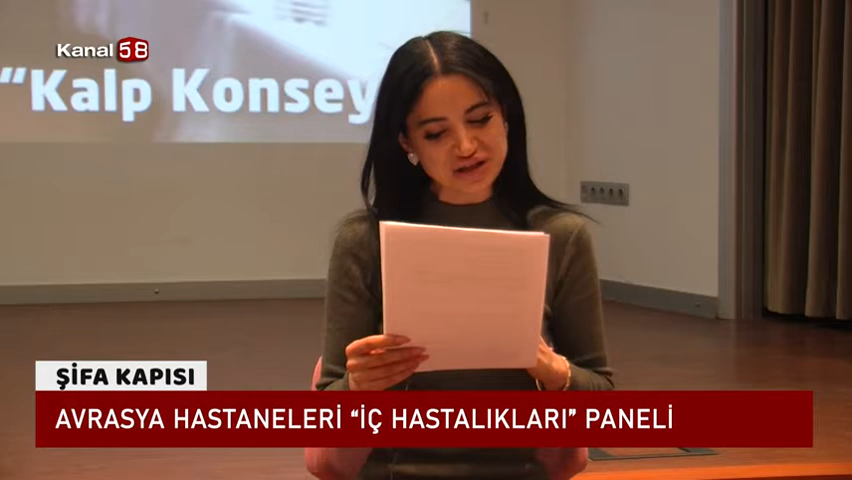 Kanal 58
“Kalp Konsey
ŞİFA KAPISI
AVRASYA HASTANELERİ “İÇ HASTALIKLARI” PANELİ